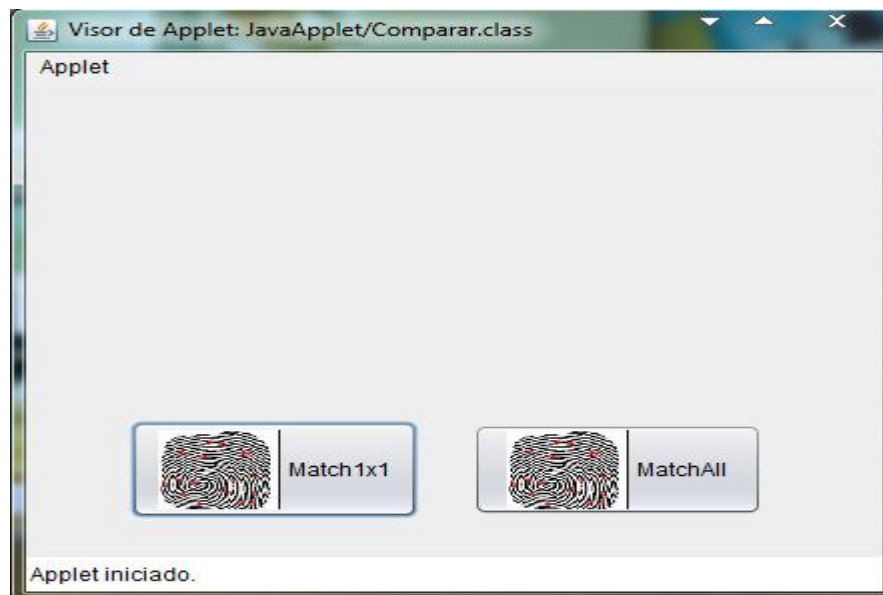 Visor de Applet: JavaApplet/Comparar.class
Applet
Match1x1
MatchAll
Applet iniciado.